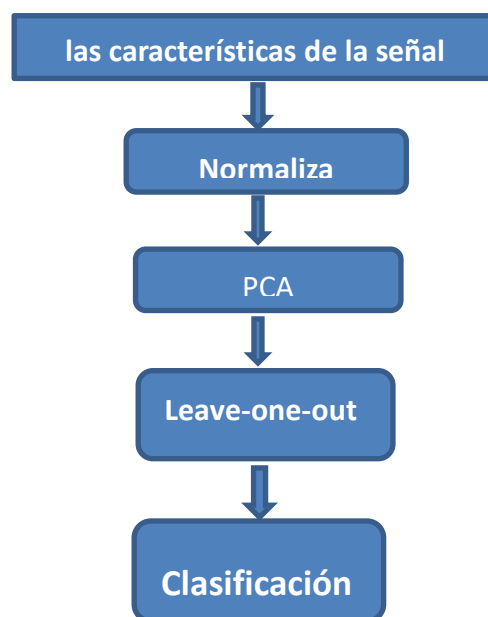 las características de la señal
Normaliza
PCA
Leave-one-out
Clasificación